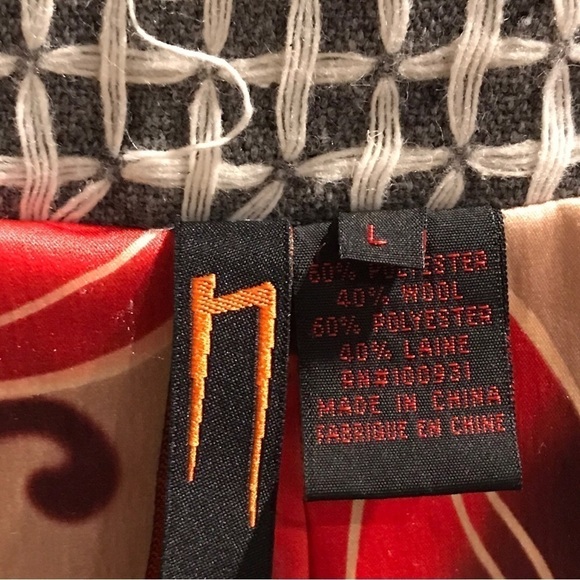 L
60% POLYESTER
40% WOOL
60% POLYESTER
40% LAINE
RN#100931
MADE IN CHINA
FABRIQUE EN CHINE